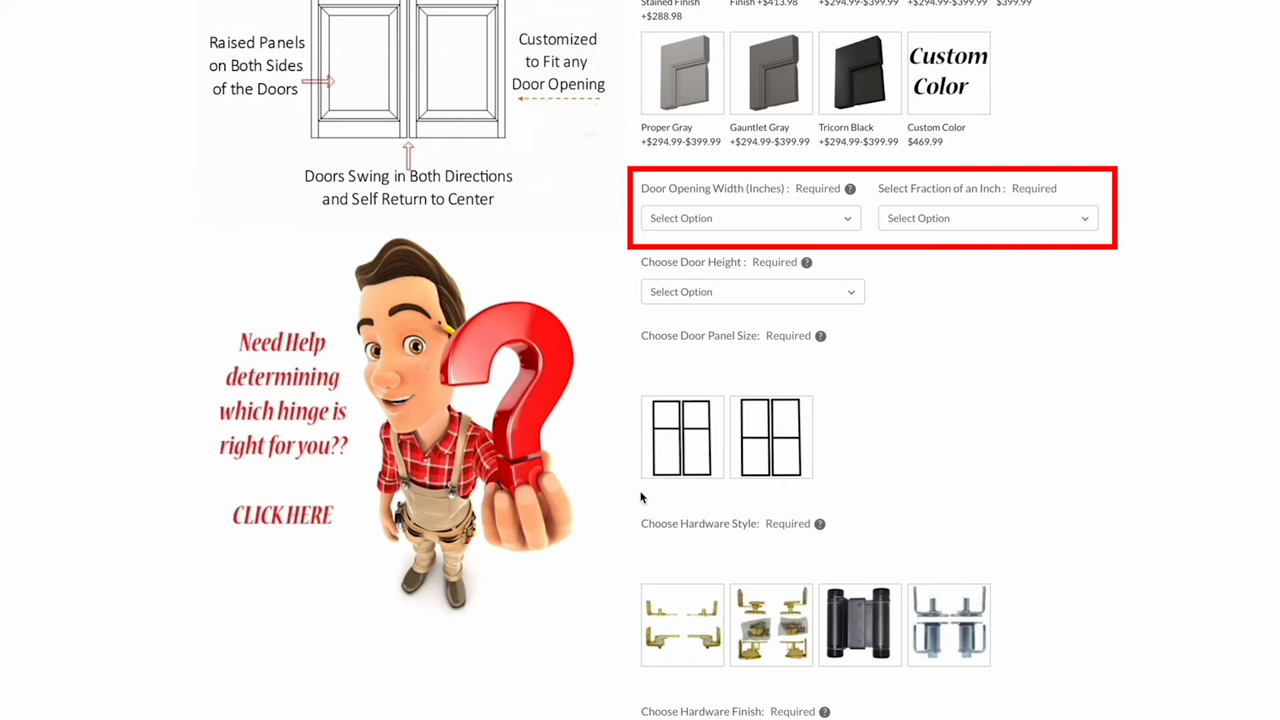 Raised Panels
on Both Sides
of the Doors
Customized
to Fit any
Door Opening
Doors Swing in Both Directions
and Self Return to Center
Need Help
determining
which hinge is
right for you??
CLICK HERE
Stained Finish
+$288.98
Finish +$413.98
+$294.99-$399.99
+$294.99-$399.99
$399.99
Custom
Color
Proper Gray
+$294.99-$399.99
Gauntlet Gray
+$294.99-$399.99
Tricorn Black
+$294.99-$399.99
Custom Color
$469.99
Door Opening Width (Inches) : Required ?
Select Option
Select Fraction of an Inch : Required
Select Option
Choose Door Height : Required ?
Select Option
Choose Door Panel Size: Required ?
Choose Hardware Style: Required ?
Choose Hardware Finish: Required ?